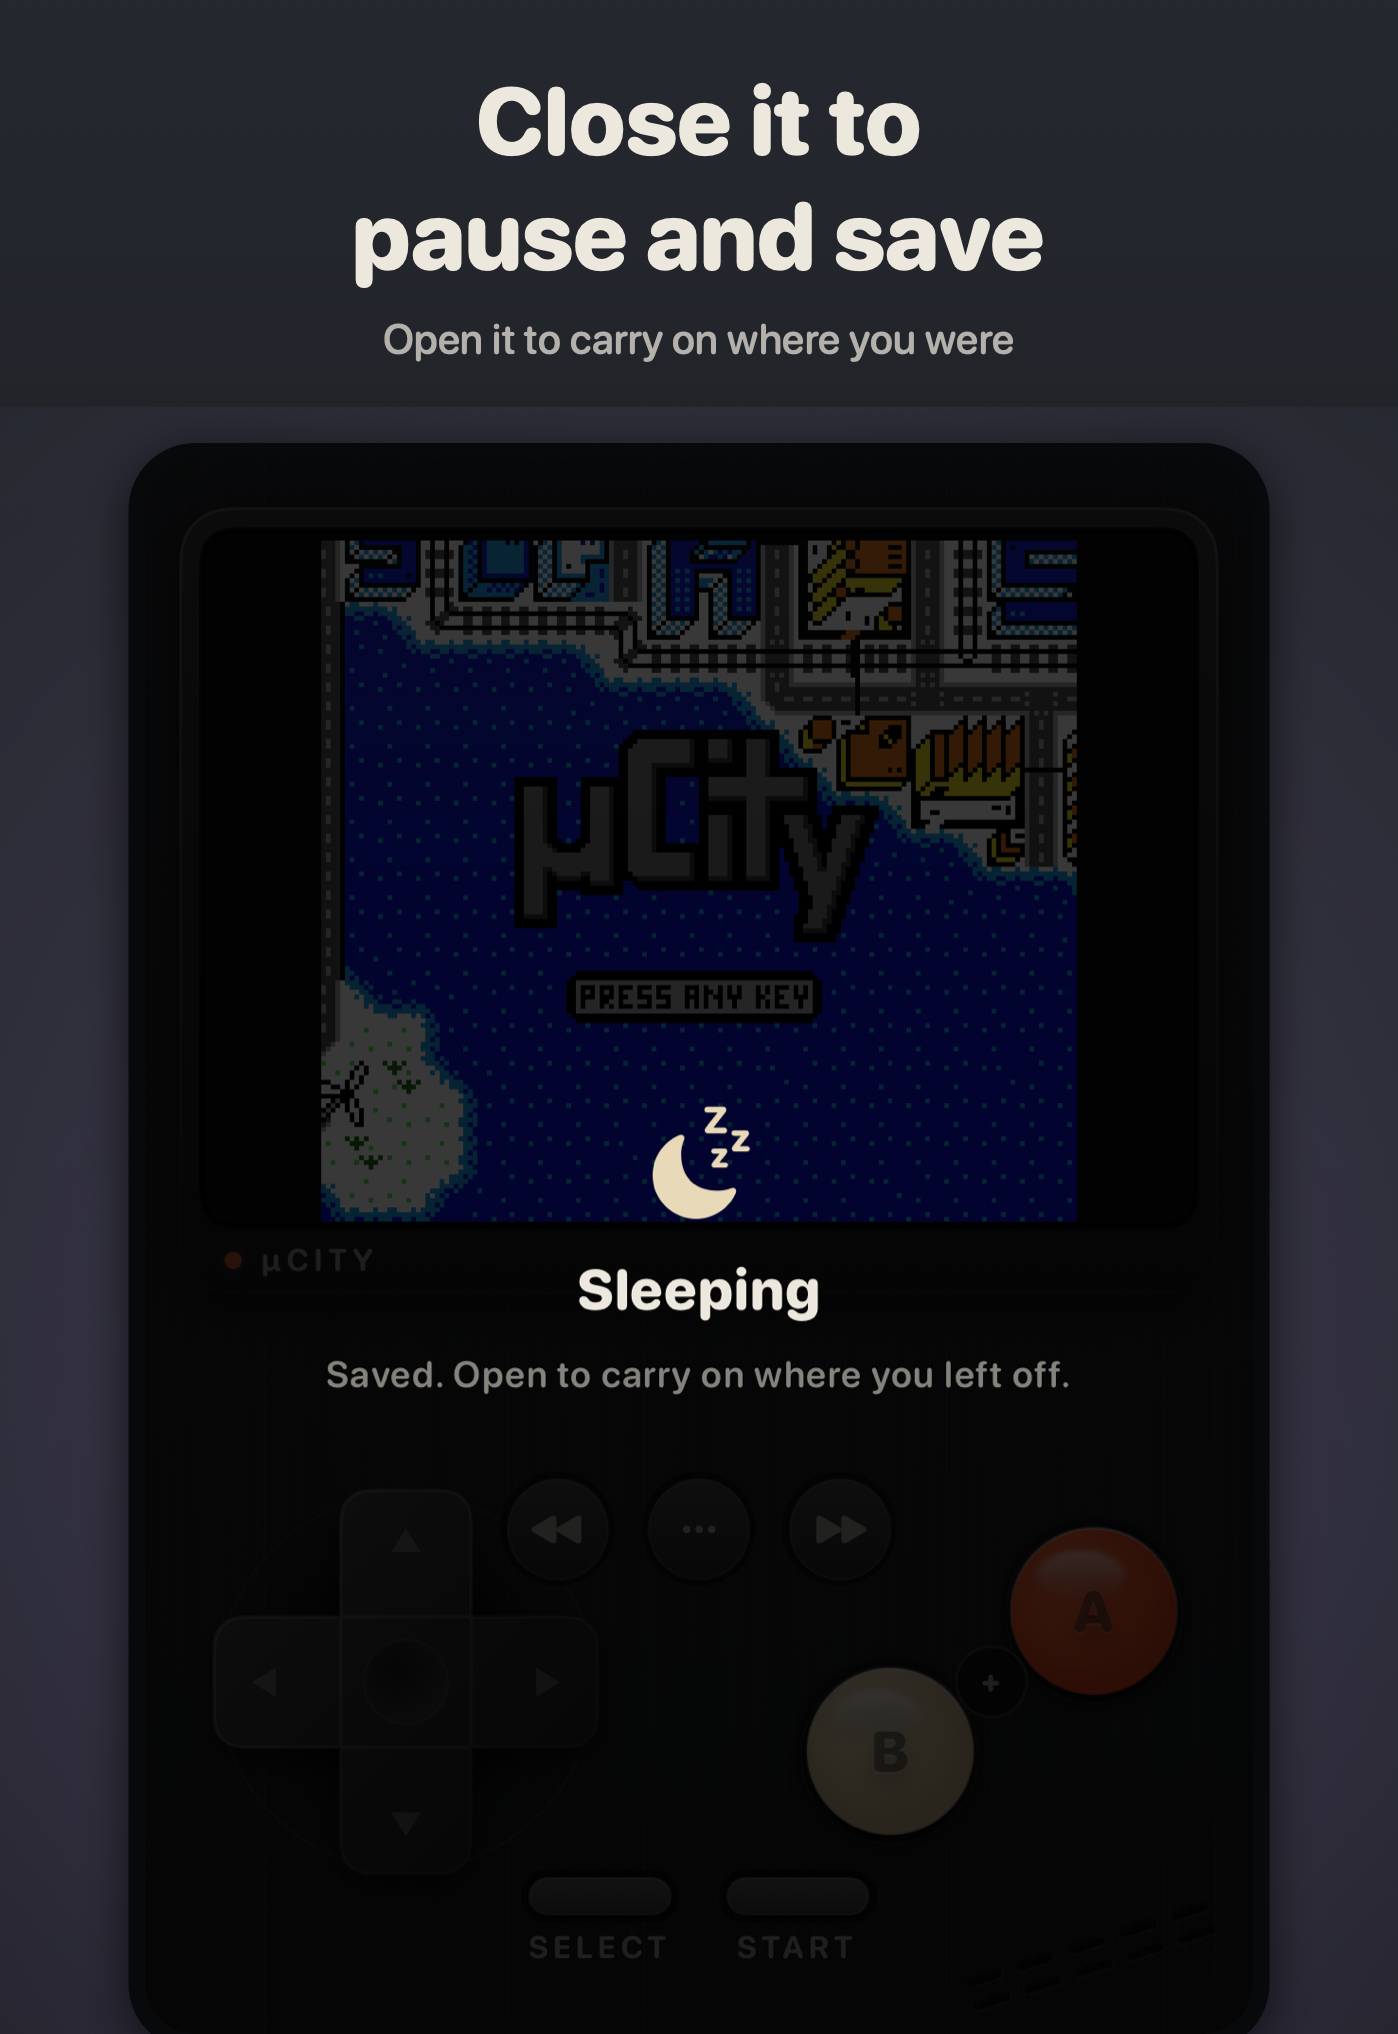 Close it to
pause and save
Open it to carry on where you were
µCity
PRESS ANY KEY
z
z
z
µCITY
Sleeping
Saved. Open to carry on where you left off.
A
B
SELECT START